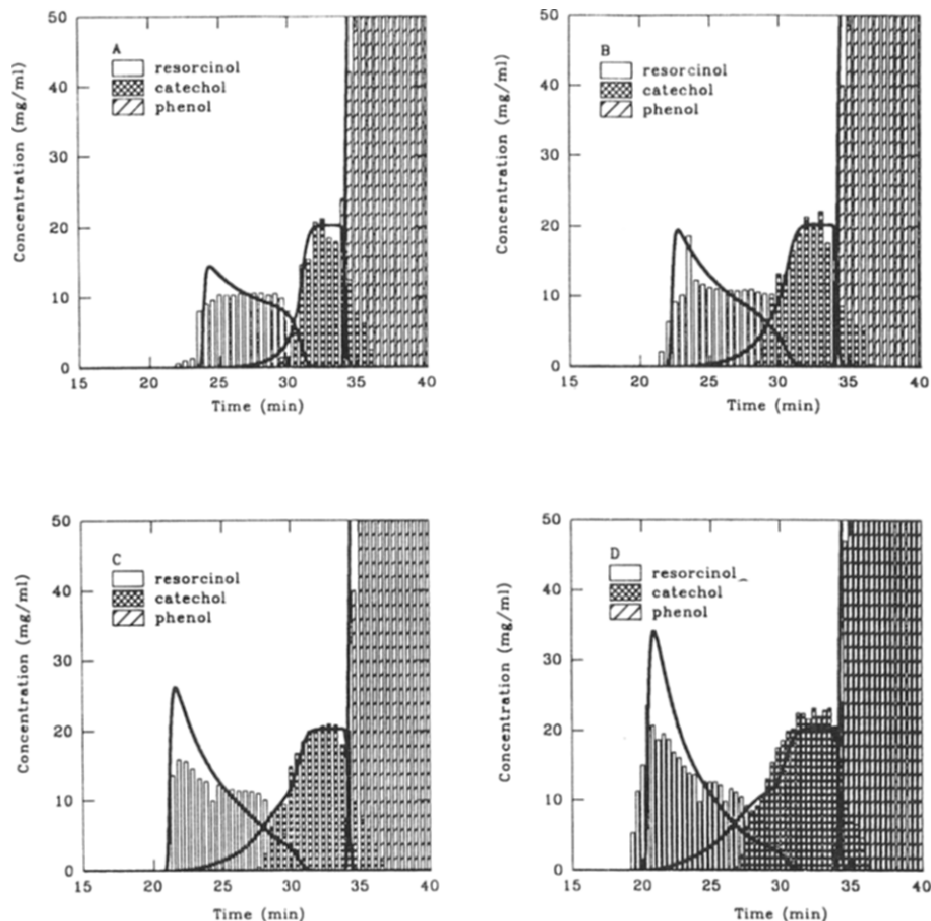 A
resorcinol
catechol
phenol
50
40
30
20
10
0
Concentration (mg/ml)
15 20 25 30 35 40
Time (min)
B
resorcinol
catechol
phenol
50
40
30
20
10
0
Concentration (mg/ml)
15 20 25 30 35 40
Time (min)
C
resorcinol
catechol
phenol
50
40
30
20
10
0
Concentration (mg/ml)
15 20 25 30 35 40
Time (min)
D
resorcinol
catechol
phenol
50
40
30
20
10
0
Concentration (mg/ml)
15 20 25 30 35 40
Time (min)